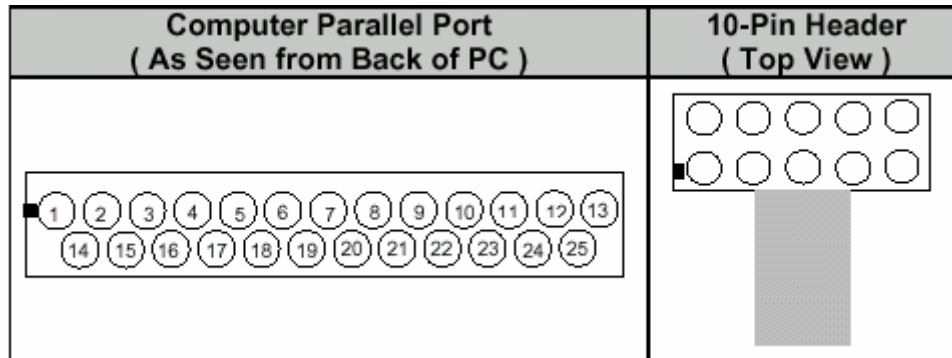 Computer Parallel Port
( As Seen from Back of PC )
10-Pin Header
( Top View )
1 2 3 4 5 6 7 8 9 10 11 12 13
14 15 16 17 18 19 20 21 22 23 24 25